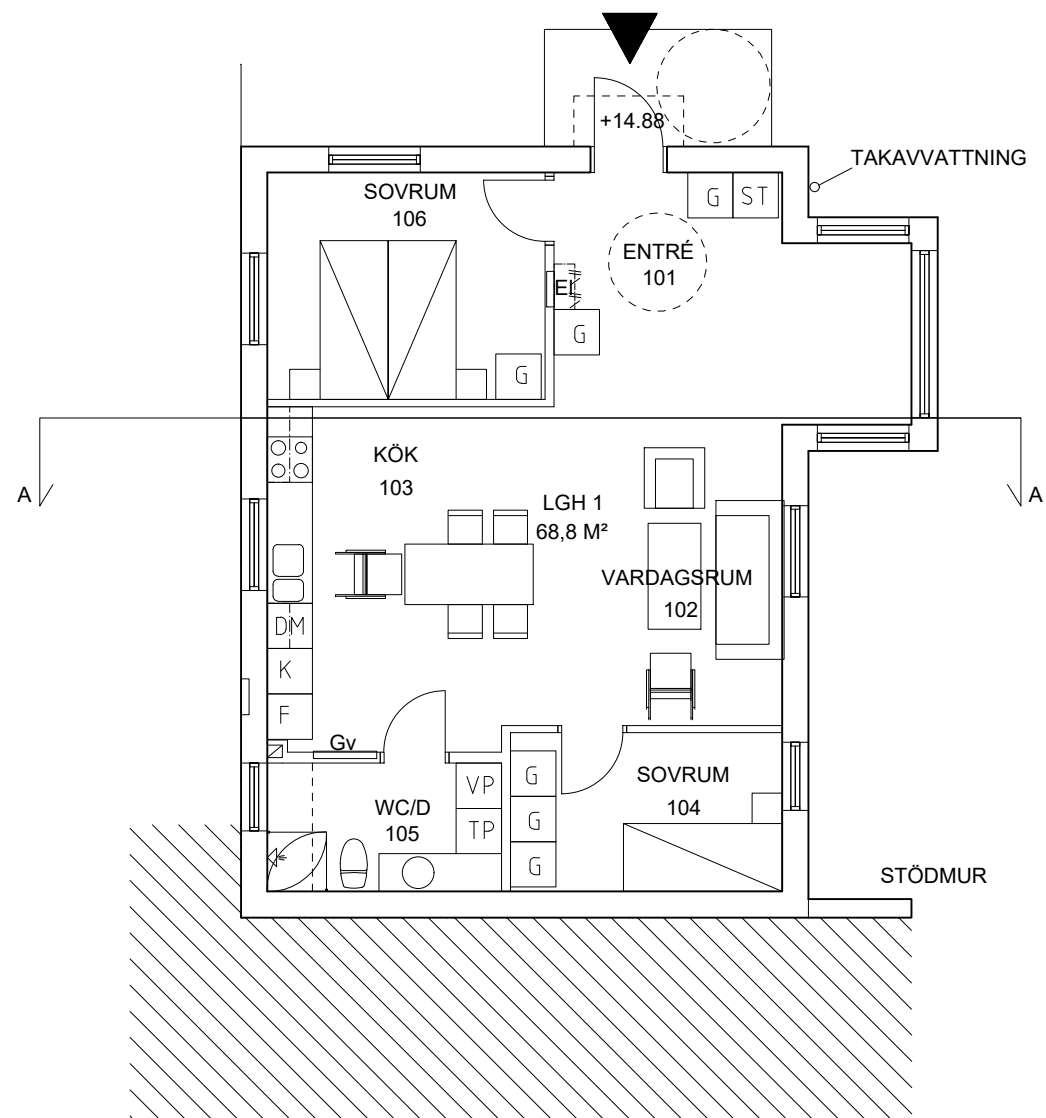 +14.88
TAKAVVATTNING
SOVRUM
106
G
ST
ENTRÉ
101
EL
G
G
KÖK
103
A
A
LGH 1
68,8 M²
VARDAGSRUM
102
DM
K
F
Gv
VP
G
SOVRUM
104
WC/D
105
TP
G
G
STÖDMUR